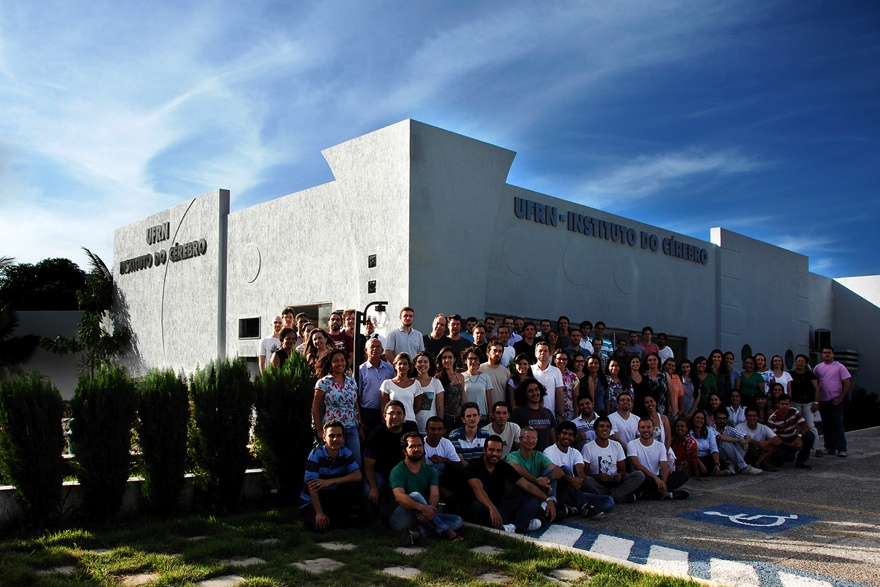 UFRN
INSTITUTO DO CÉREBRO
UFRN - INSTITUTO DO CÉREBRO